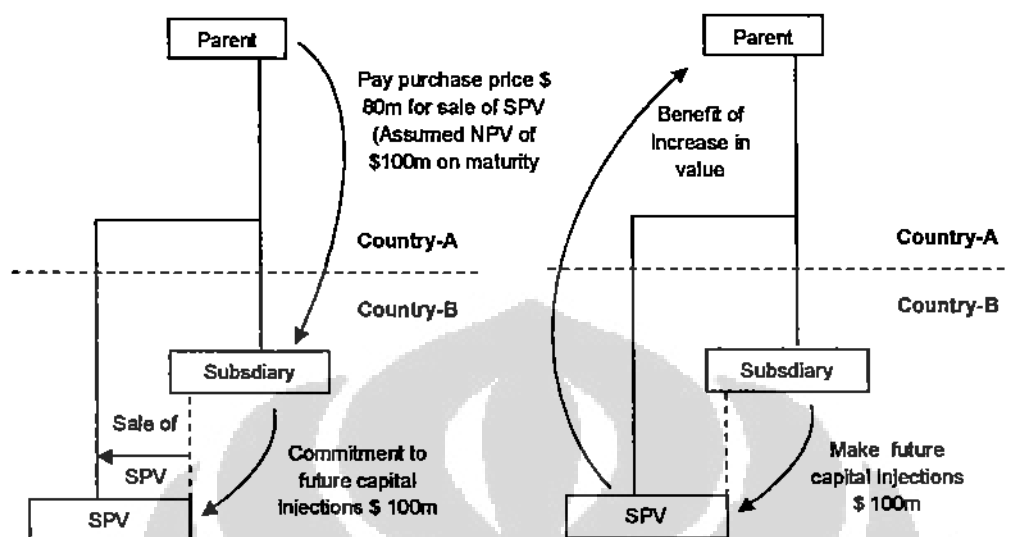 Parent
Pay purchase price $
80m for sale of SPV
(Assumed NPV of
$100m on maturity
Country-A
Country-B
Subsdiary
Sale of
SPV
Commitment to
future capital
injections $ 100m
SPV
Parent
Benefit of
increase in
value
Country-A
Country-B
Subsdiary
Make future
capital injections
$ 100m
SPV